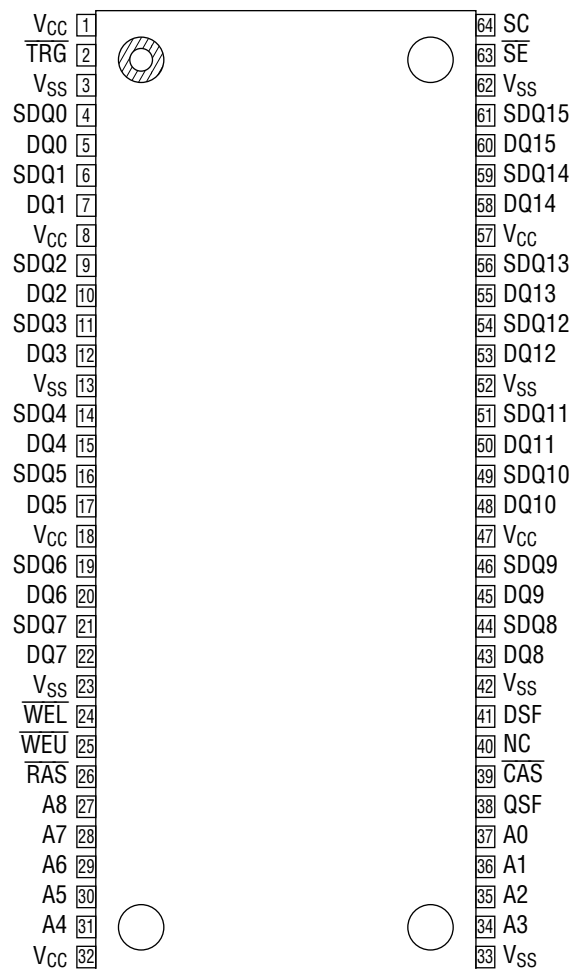 VCC 1 64 SC
TRG 2 63 SE
VSS 3 62 VSS
SDQ0 4 61 SDQ15
DQ0 5 60 DQ15
SDQ1 6 59 SDQ14
DQ1 7 58 DQ14
VCC 8 57 VCC
SDQ2 9 56 SDQ13
DQ2 10 55 DQ13
SDQ3 11 54 SDQ12
DQ3 12 53 DQ12
VSS 13 52 VSS
SDQ4 14 51 SDQ11
DQ4 15 50 DQ11
SDQ5 16 49 SDQ10
DQ5 17 48 DQ10
VCC 18 47 VCC
SDQ6 19 46 SDQ9
DQ6 20 45 DQ9
SDQ7 21 44 SDQ8
DQ7 22 43 DQ8
VSS 23 42 VSS
WEL 24 41 DSF
WEU 25 40 NC
RAS 26 39 CAS
A8 27 38 QSF
A7 28 37 A0
A6 29 36 A1
A5 30 35 A2
A4 31 34 A3
VCC 32 33 VSS